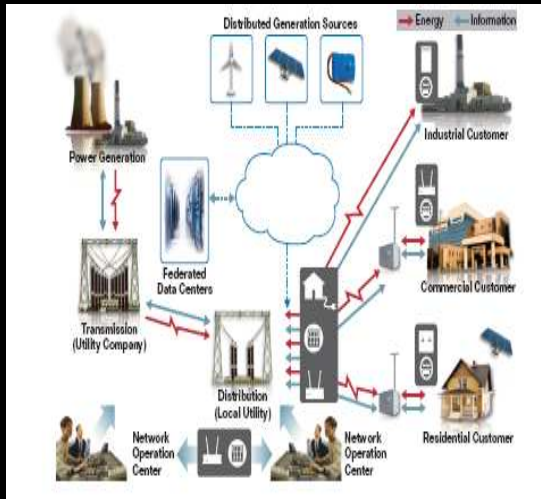 Distributed Generation Sources
Energy
Information
Power Generation
Industrial Customer
Federated
Data Centers
Commercial Customer
Transmission
(Utility Company)
Distribution
(Local Utility)
Residential Customer
Network
Operation
Center
Network
Operation
Center